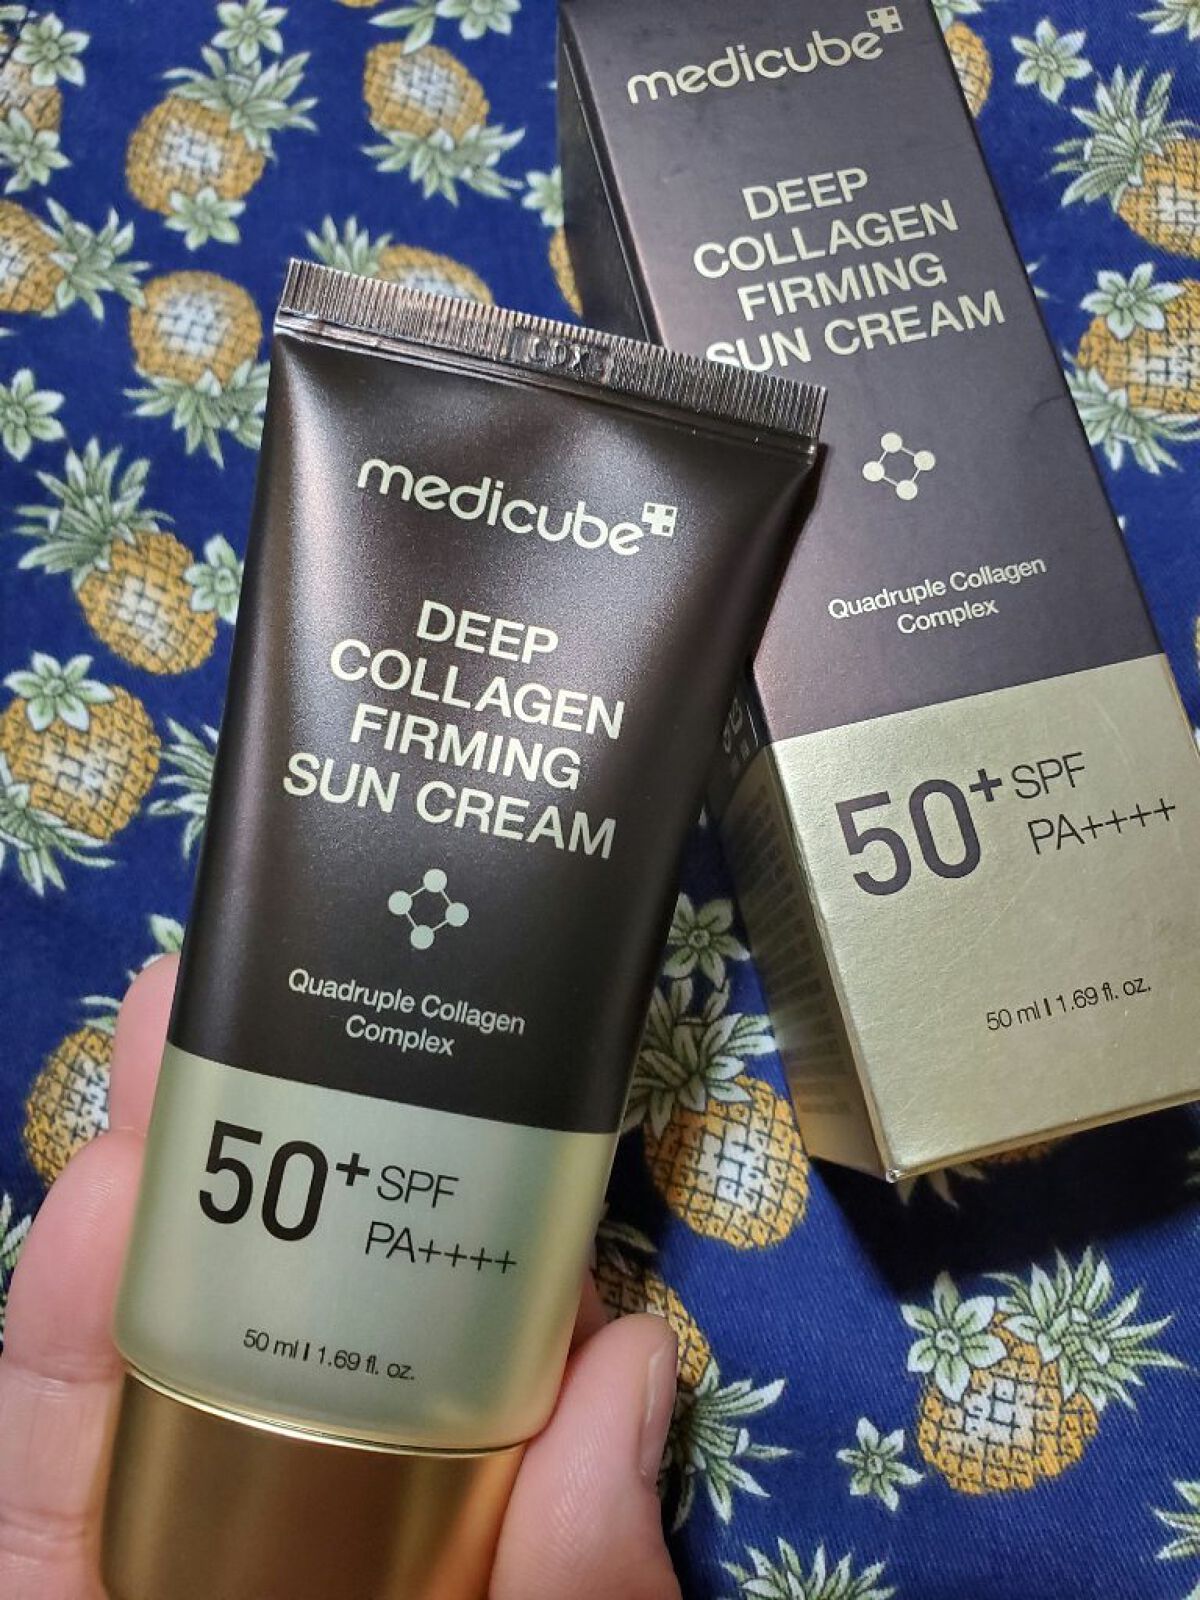 medicube
DEEP
COLLAGEN
FIRMING
SUN CREAM
Quadruple Collagen
Complex
50+ SPF
PA++++
50 ml I 1.69 fl. oz.
medicube
DEEP
COLLAGEN
FIRMING
SUN CREAM
Quadruple Collagen
Complex
50+ SPF
PA++++
50 ml I 1.69 fl. oz.